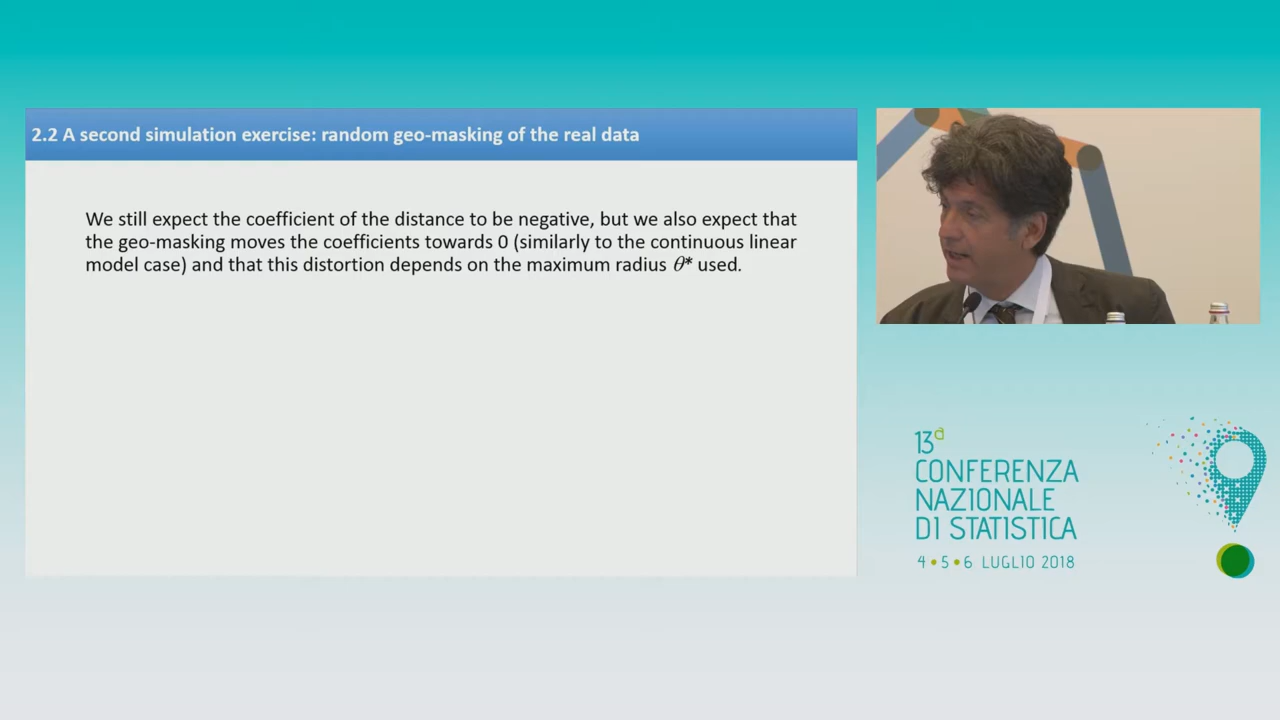 2.2 A second simulation exercise: random geo-masking of the real data
We still expect the coefficient of the distance to be negative, but we also expect that
the geo-masking moves the coefficients towards 0 (similarly to the continuous linear
model case) and that this distortion depends on the maximum radius θ* used.
13ª
CONFERENZA
NAZIONALE
DI STATISTICA
4 • 5 • 6 LUGLIO 2018